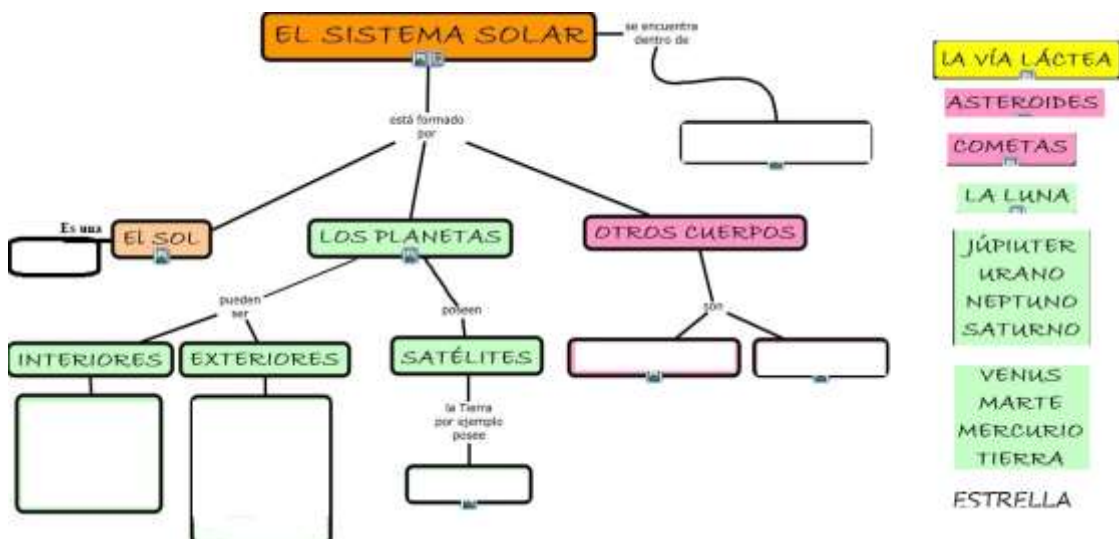 EL SISTEMA SOLAR
se encuentra
dentro de
está formado
por
Es una
El SOL
LOS PLANETAS
OTROS CUERPOS
pueden
ser
poseen
son
INTERIORES
EXTERIORES
SATÉLITES
la Tierra
por ejemplo
posee
LA VÍA LÁCTEA
ASTEROIDES
COMETAS
LA LUNA
JÚPIUTER
URANO
NEPTUNO
SATURNO
VENUS
MARTE
MERCURIO
TIERRA
ESTRELLA